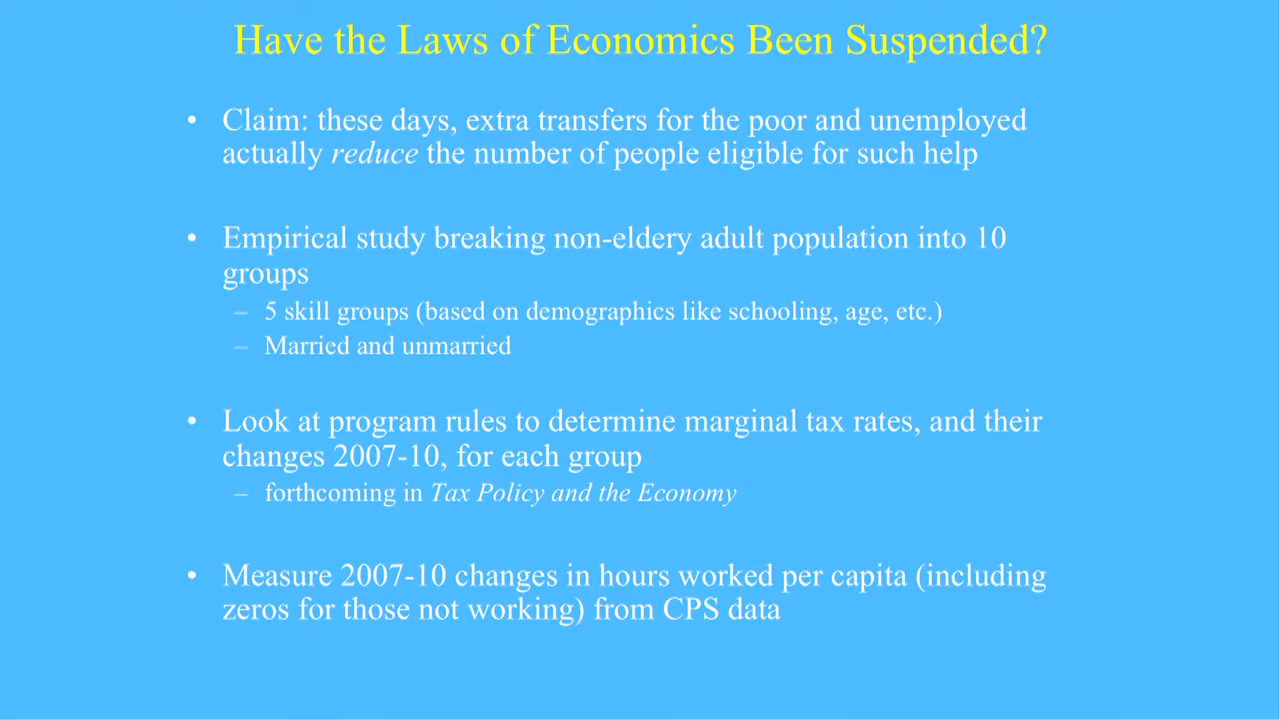 Have the Laws of Economics Been Suspended?
• Claim: these days, extra transfers for the poor and unemployed
actually reduce the number of people eligible for such help
• Empirical study breaking non-eldery adult population into 10
groups
– 5 skill groups (based on demographics like schooling, age, etc.)
– Married and unmarried
• Look at program rules to determine marginal tax rates, and their
changes 2007-10, for each group
– forthcoming in Tax Policy and the Economy
• Measure 2007-10 changes in hours worked per capita (including
zeros for those not working) from CPS data